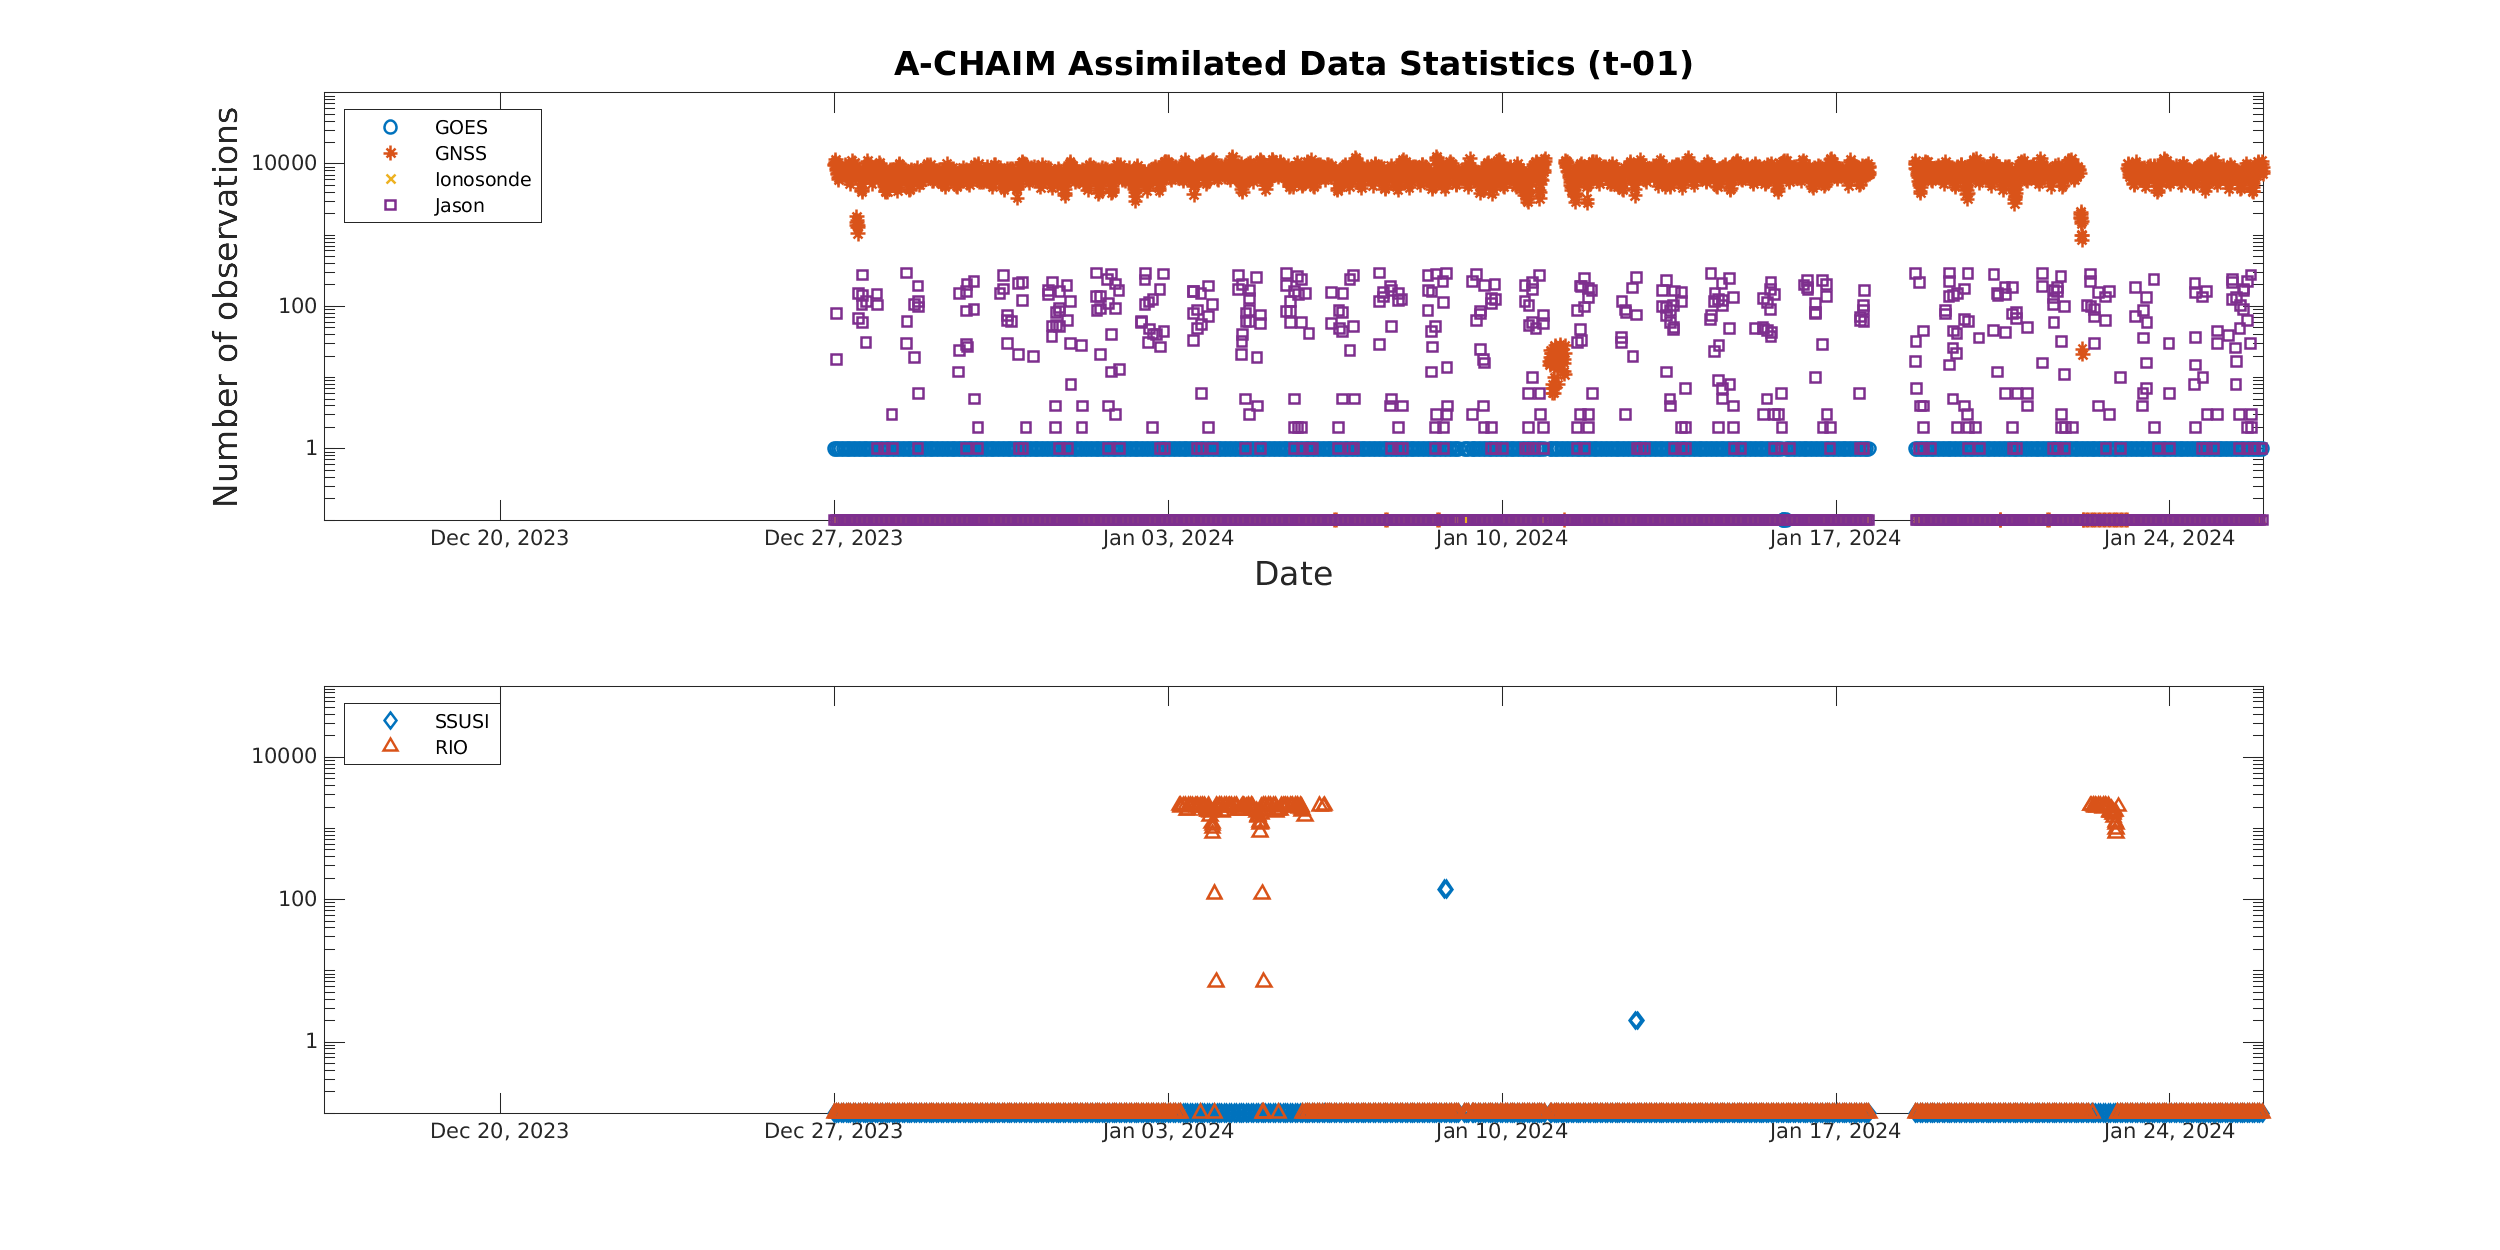 A-CHAIM Assimilated Data Statistics (t-01)
Number of observations
10000
100
1
GOES
GNSS
Ionosonde
Jason
Dec 20, 2023
Dec 27, 2023
Jan 03, 2024
Jan 10, 2024
Jan 17, 2024
Jan 24, 2024
Date
10000
100
1
SSUSI
RIO
Dec 20, 2023
Dec 27, 2023
Jan 03, 2024
Jan 10, 2024
Jan 17, 2024
Jan 24, 2024